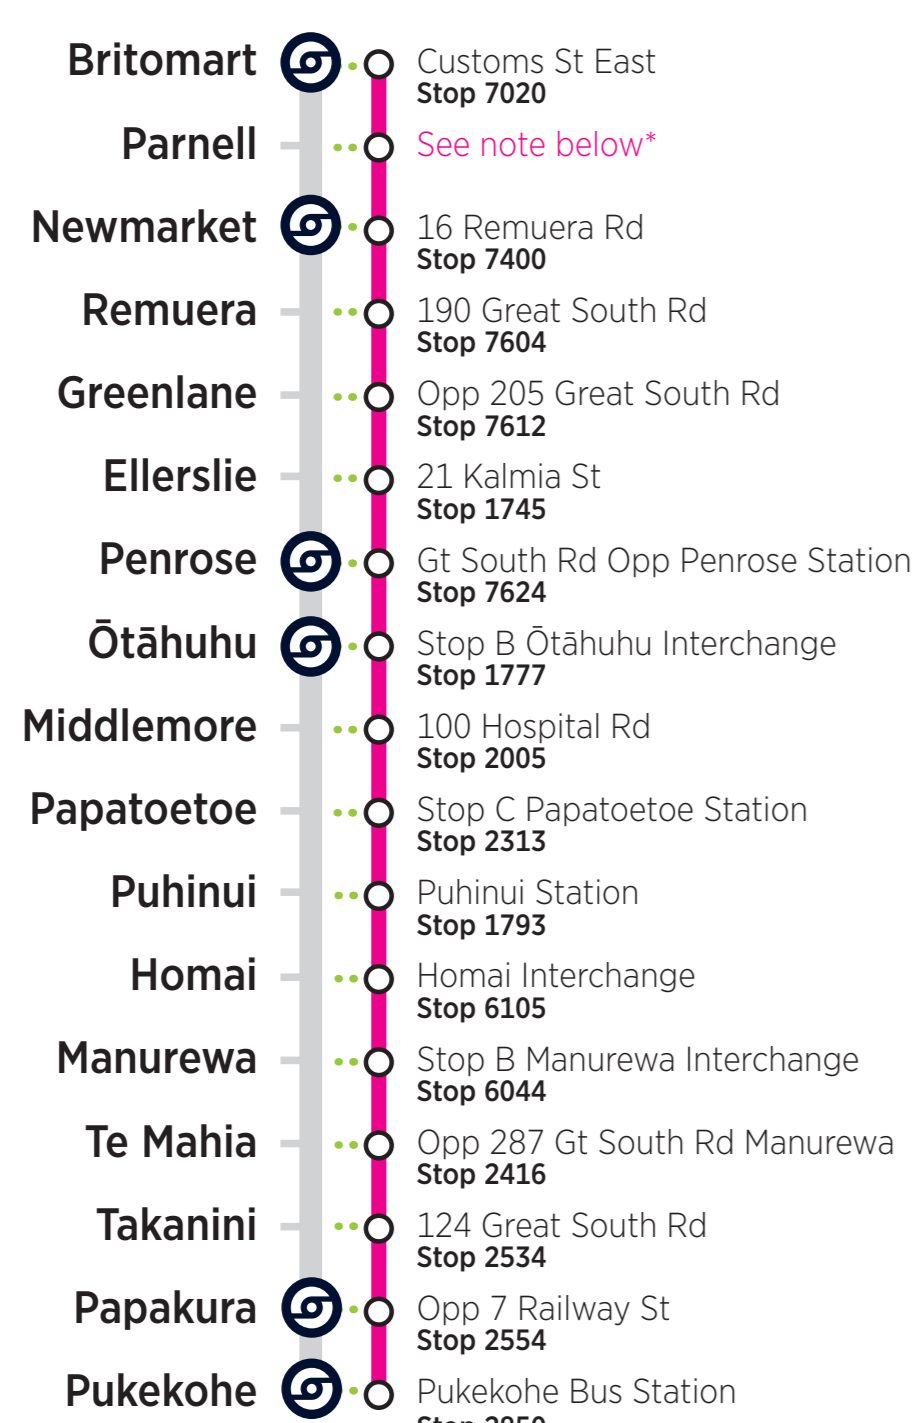 Britomart
Customs St East
Stop 7020
Parnell
See note below*
Newmarket
16 Remuera Rd
Stop 7400
Remuera
190 Great South Rd
Stop 7604
Greenlane
Opp 205 Great South Rd
Stop 7612
Ellerslie
21 Kalmia St
Stop 1745
Penrose
Gt South Rd Opp Penrose Station
Stop 7624
Ōtāhuhu
Stop B Ōtāhuhu Interchange
Stop 1777
Middlemore
100 Hospital Rd
Stop 2005
Papatoetoe
Stop C Papatoetoe Station
Stop 2313
Puhinui
Puhinui Station
Stop 1793
Homai
Homai Interchange
Stop 6105
Manurewa
Stop B Manurewa Interchange
Stop 6044
Te Mahia
Opp 287 Gt South Rd Manurewa
Stop 2416
Takanini
124 Great South Rd
Stop 2534
Papakura
Opp 7 Railway St
Stop 2554
Pukekohe
Pukekohe Bus Station
Stop